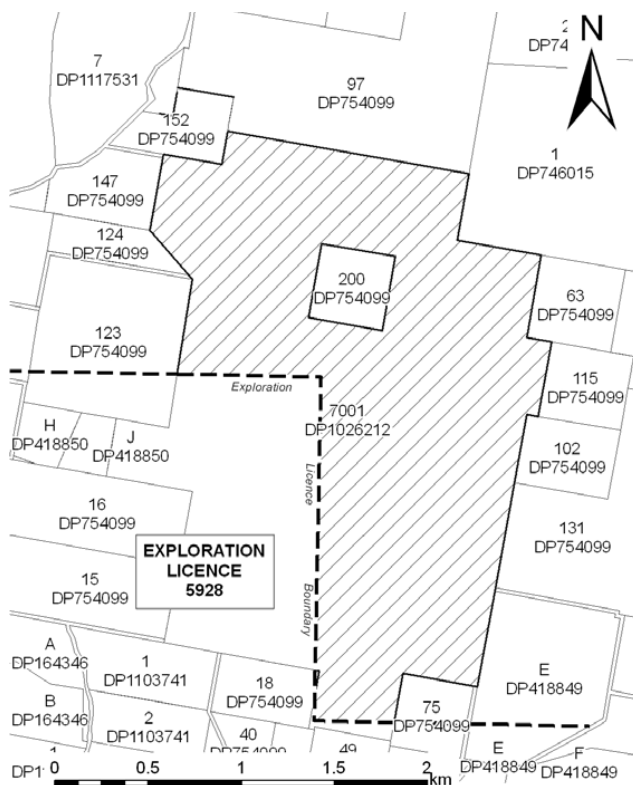 7
DP1117531
97
DP754099
N
DP74
1
DP746015
152
DP754099
147
DP754099
124
DP754099
200
DP754099
63
DP754099
123
DP754099
Exploration
115
DP754099
7001
DP1026212
H
DP418850
J
DP418850
102
DP754099
Licence
16
DP754099
131
DP754099
EXPLORATION
LICENCE
5928
15
DP754099
Boundary
A
DP164346
1
DP1103741
18
DP754099
E
DP418849
B
DP164346
2
DP1103741
75
DP754099
40
DP754099
49
E
DP418849
F
DP418849
1
DP1
0
0.5
1
1.5
2
km